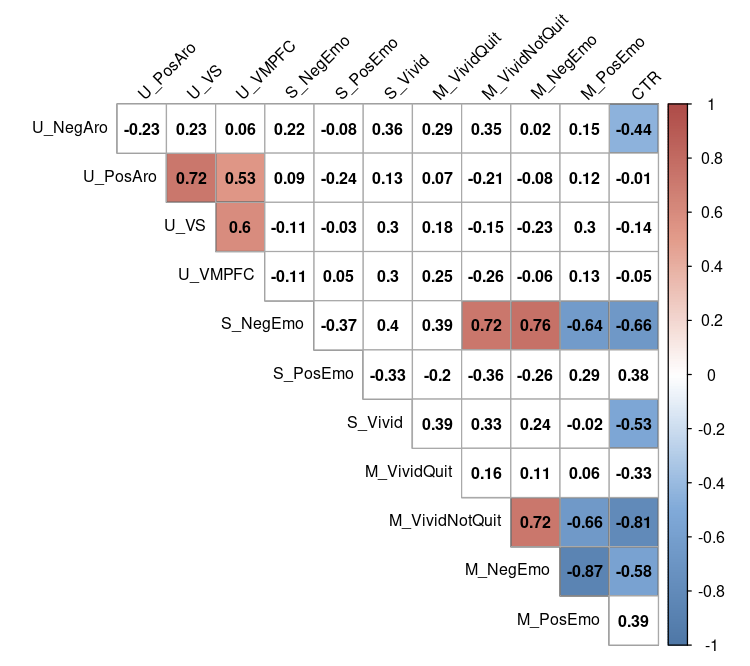 U_PosAro U_VS U_VMPFC S_NegEmo S_PosEmo S_Vivid M_VividQuit M_VividNotQuit M_NegEmo M_PosEmo CTR
U_NegAro -0.23 0.23 0.06 0.22 -0.08 0.36 0.29 0.35 0.02 0.15 -0.44
U_PosAro 0.72 0.53 0.09 -0.24 0.13 0.07 -0.21 -0.08 0.12 -0.01
U_VS 0.6 -0.11 -0.03 0.3 0.18 -0.15 -0.23 0.3 -0.14
U_VMPFC -0.11 0.05 0.3 0.25 -0.26 -0.06 0.13 -0.05
S_NegEmo -0.37 0.4 0.39 0.72 0.76 -0.64 -0.66
S_PosEmo -0.33 -0.2 -0.36 -0.26 0.29 0.38
S_Vivid 0.39 0.33 0.24 -0.02 -0.53
M_VividQuit 0.16 0.11 0.06 -0.33
M_VividNotQuit 0.72 -0.66 -0.81
M_NegEmo -0.87 -0.58
M_PosEmo 0.39
1
0.8
0.6
0.4
0.2
0
-0.2
-0.4
-0.6
-0.8
-1